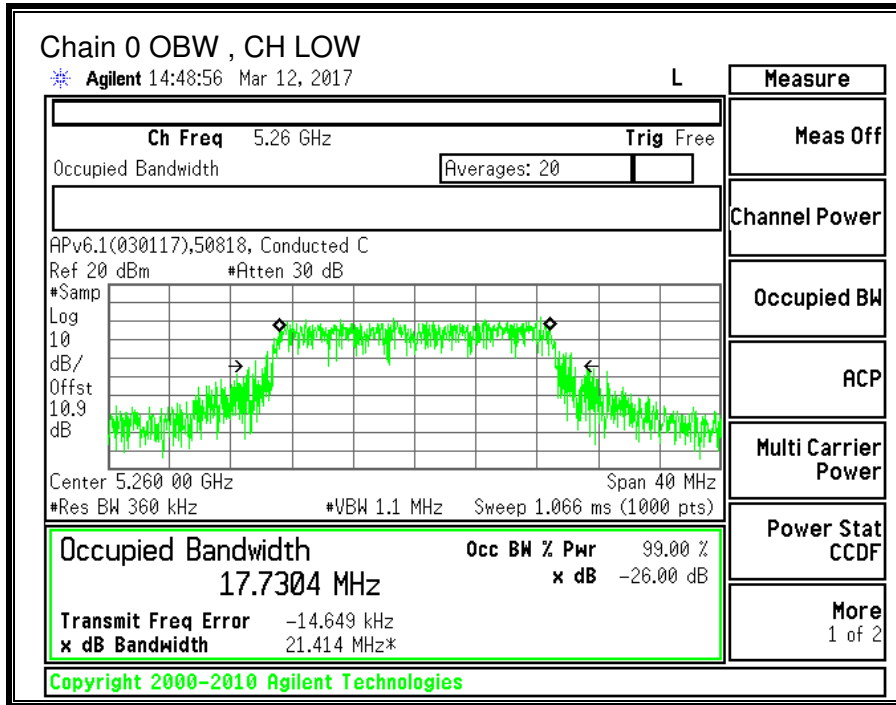 Chain 0 OBW , CH LOW
Agilent 14:48:56 Mar 12, 2017 L
Measure
Ch Freq 5.26 GHz Trig Free
Meas Off
Occupied Bandwidth Averages: 20
Channel Power
APv6.1(030117),50818, Conducted C
Ref 20 dBm #Atten 30 dB
#Samp
Log
10
dB/
Offst
10.9
dB
Occupied BW
ACP
Multi Carrier
Power
Center 5.260 00 GHz Span 40 MHz
#Res BW 360 kHz #VBW 1.1 MHz Sweep 1.066 ms (1000 pts)
Power Stat
CCDF
Occupied Bandwidth Occ BW % Pwr 99.00 %
17.7304 MHz x dB -26.00 dB
Transmit Freq Error -14.649 kHz
x dB Bandwidth 21.414 MHz*
More
1 of 2
Copyright 2000-2010 Agilent Technologies